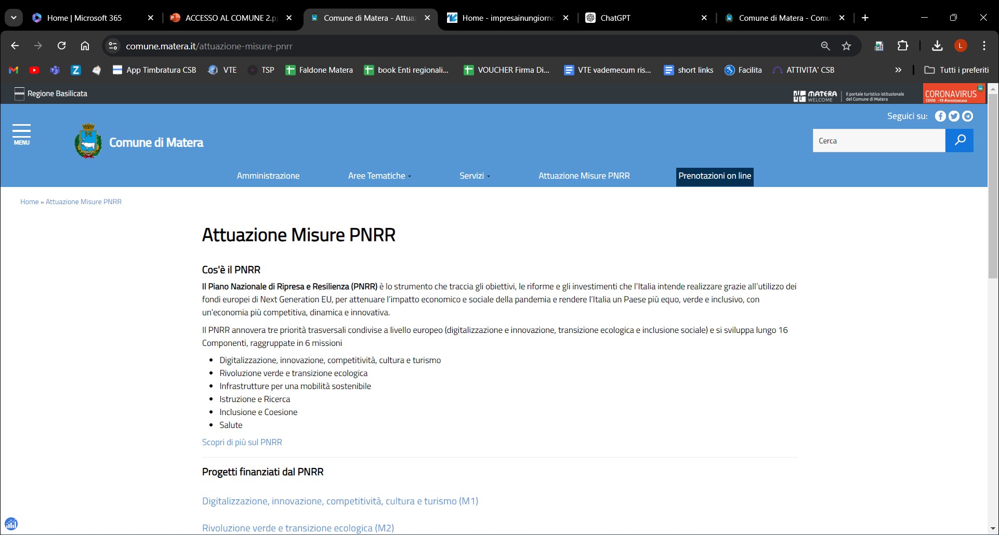 Home | Microsoft 365
ACCESSO AL COMUNE 2.p
Comune di Matera - Attua
Home - impresainungiorno
ChatGPT
Comune di Matera - Comu
comune.matera.it/attuazione-misure-pnrr
L
App Timbratura CSB
VTE
TSP
Faldone Matera
book Enti regionali...
VOUCHER Firma Di...
VTE vademecum ris...
short links
Facilita
ATTIVITA' CSB
Tutti i preferiti
Regione Basilicata
MATERA
WELCOME
Il portale turistico istituzionale
del Comune di Matera
CORONAVIRUS
COVID -19 #iorestoacasa
Seguici su:
MENU
Comune di Matera
Cerca
Amministrazione
Aree Tematiche
Servizi
Attuazione Misure PNRR
Prenotazioni on line
Home » Attuazione Misure PNRR
Attuazione Misure PNRR
Cos'è il PNRR
Il Piano Nazionale di Ripresa e Resilienza (PNRR) è lo strumento che traccia gli obiettivi, le riforme e gli investimenti che l’Italia intende realizzare grazie all’utilizzo dei
fondi europei di Next Generation EU, per attenuare l’impatto economico e sociale della pandemia e rendere l’Italia un Paese più equo, verde e inclusivo, con
un’economia più competitiva, dinamica e innovativa.
Il PNRR annovera tre priorità trasversali condivise a livello europeo (digitalizzazione e innovazione, transizione ecologica e inclusione sociale) e si sviluppa lungo 16
Componenti, raggruppate in 6 missioni
• Digitalizzazione, innovazione, competitività, cultura e turismo
• Rivoluzione verde e transizione ecologica
• Infrastrutture per una mobilità sostenibile
• Istruzione e Ricerca
• Inclusione e Coesione
• Salute
Scopri di più sul PNRR
Progetti finanziati dal PNRR
Digitalizzazione, innovazione, competitività, cultura e turismo (M1)
Rivoluzione verde e transizione ecologica (M2)